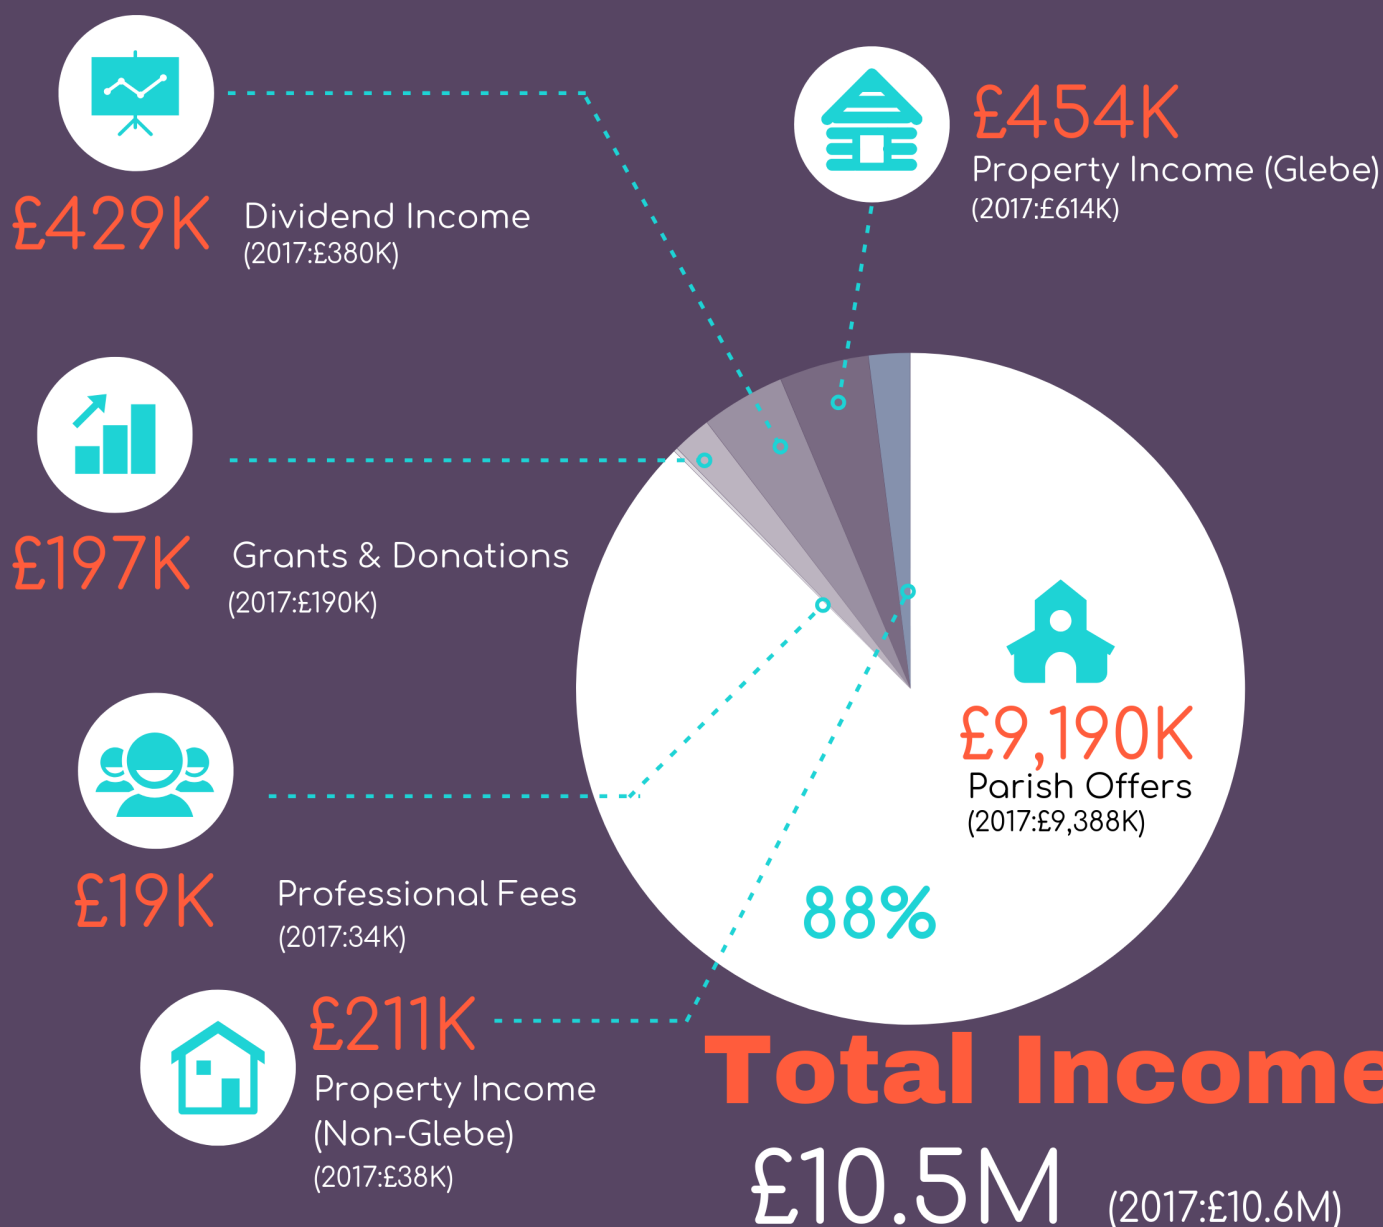 £429K
Dividend Income
(2017:£380K)
£454K
Property Income (Glebe)
(2017:£614K)
£197K
Grants & Donations
(2017:£190K)
£19K
Professional Fees
(2017:34K)
£211K
Property Income
(Non-Glebe)
(2017:£38K)
£9,190K
Parish Offers
(2017:£9,388K)
88%
Total Income
£10.5M
(2017:£10.6M)